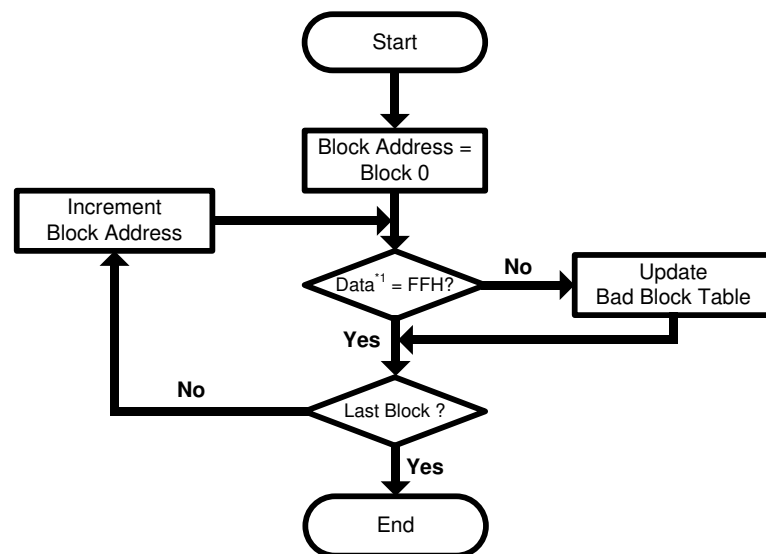 Start
Block Address =
Block 0
Increment
Block Address
Data*1 = FFH?
No
Update
Bad Block Table
Yes
No
Last Block ?
Yes
End